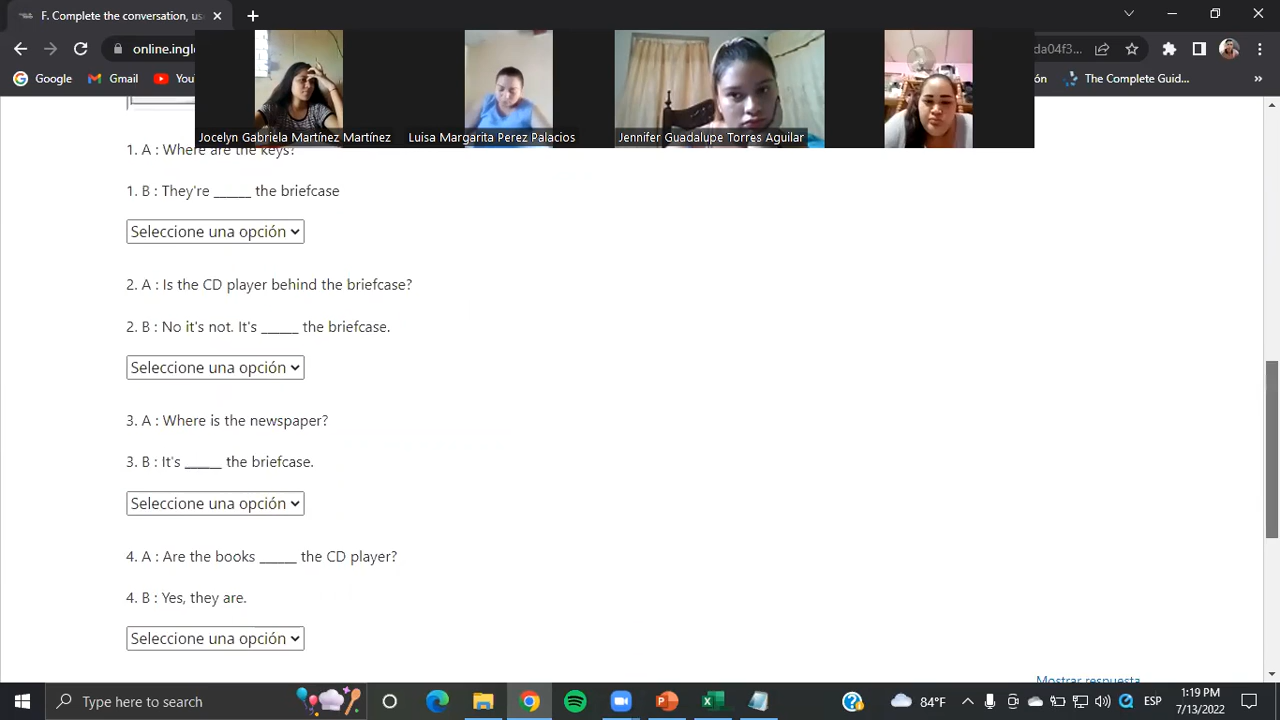 F. Complete the conversation, us
online.ingl
da04f3...
Google
Gmail
You
ión
The Complete Guid...
Jocelyn Gabriela Martínez Martínez
Luisa Margarita Perez Palacios
Jennifer Guadalupe Torres Aguilar
1. A : Where are the keys?
1. B : They're ______ the briefcase
Seleccione una opción
2. A : Is the CD player behind the briefcase?
2. B : No it's not. It's ______ the briefcase.
Seleccione una opción
3. A : Where is the newspaper?
3. B : It's ______ the briefcase.
Seleccione una opción
4. A : Are the books ______ the CD player?
4. B : Yes, they are.
Seleccione una opción
Mostrar respuesta
Type here to search
84°F
ESP
1:19 PM
7/13/2022